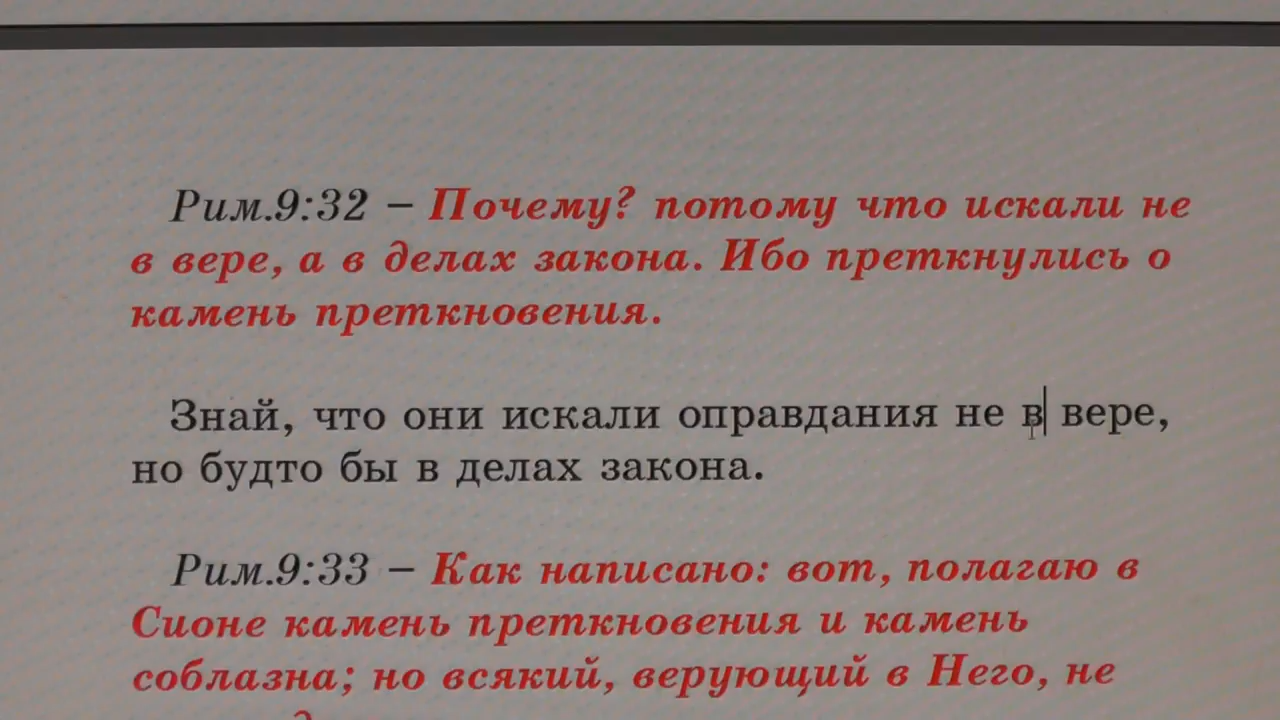 Рим.9:32 – Почему? потому что искали не
в вере, а в делах закона. Ибо преткнулись о
камень преткновения.
Знай, что они искали оправдания не в вере,
но будто бы в делах закона.
Рим.9:33 – Как написано: вот, полагаю в
Сионе камень преткновения и камень
соблазна; но всякий, верующий в Него, не